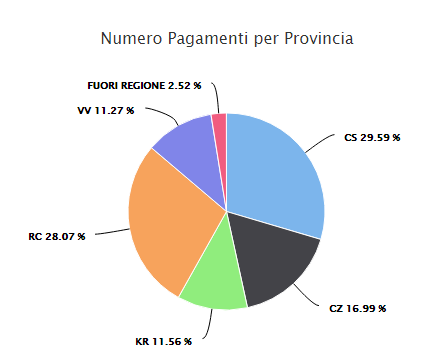 Numero Pagamenti per Provincia
FUORI REGIONE 2.52 %
VV 11.27 %
CS 29.59 %
RC 28.07 %
CZ 16.99 %
KR 11.56 %